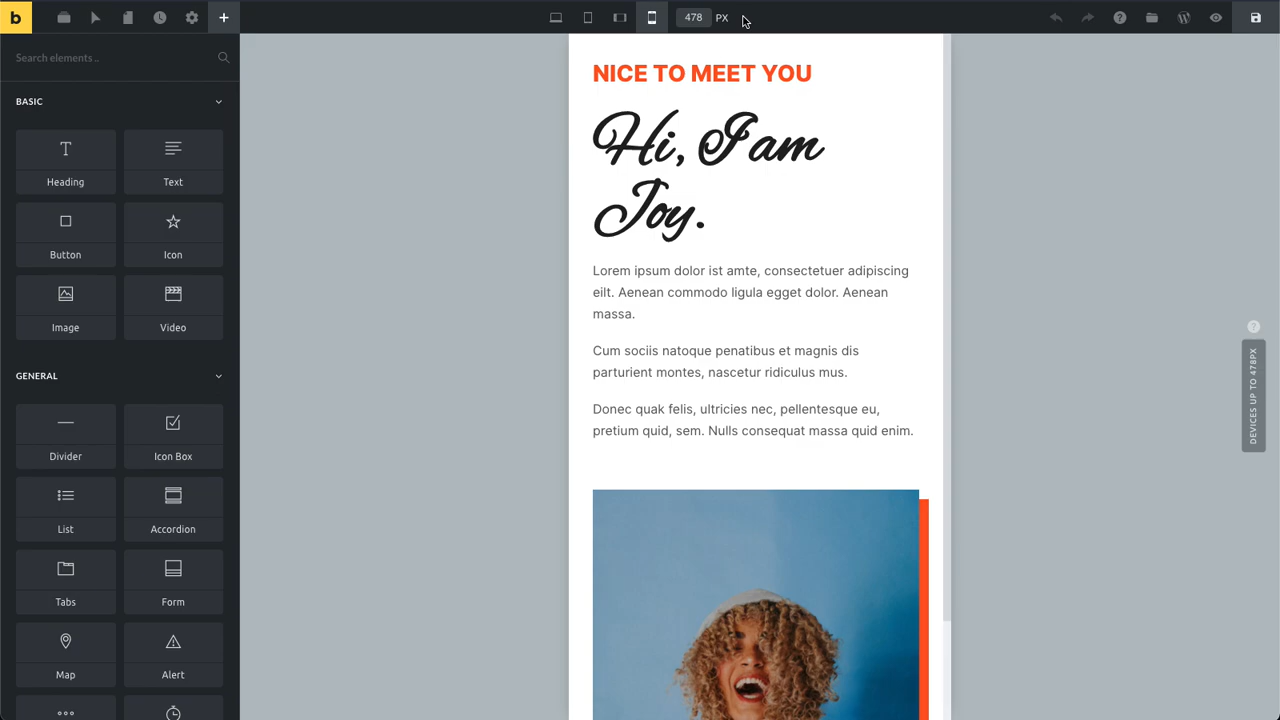 b
478 PX
Search elements ..
BASIC
Heading
Text
Button
Icon
Image
Video
GENERAL
Divider
Icon Box
List
Accordion
Tabs
Form
Map
Alert
NICE TO MEET YOU
Hi, I am
Joy.
Lorem ipsum dolor ist amte, consectetuer adipiscing
eilt. Aenean commodo ligula egget dolor. Aenean
massa.
Cum sociis natoque penatibus et magnis dis
parturient montes, nascetur ridiculus mus.
Donec quak felis, ultricies nec, pellentesque eu,
pretium quid, sem. Nulls consequat massa quid enim.
?
DEVICES UP TO 478PX